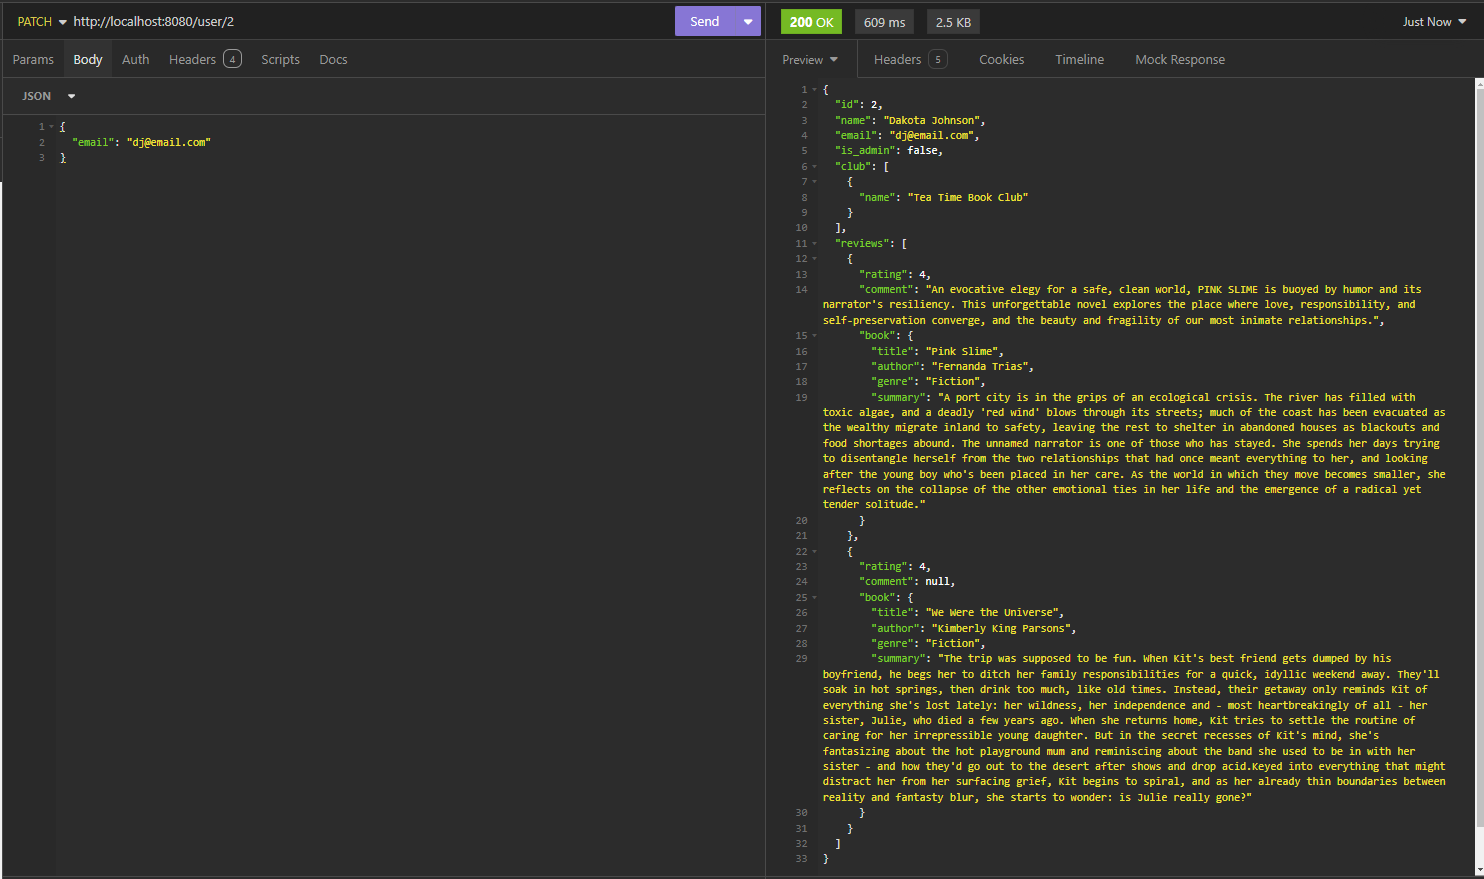 PATCH http://localhost:8080/user/2
Send
200 OK 609 ms 2.5 KB
Just Now
Params Body Auth Headers 4 Scripts Docs
Preview Headers 5 Cookies Timeline Mock Response
JSON
1 {
2 "email": "dj@email.com"
3 }
1 {
2 "id": 2,
3 "name": "Dakota Johnson",
4 "email": "dj@email.com",
5 "is_admin": false,
6 "club": [
7 {
8 "name": "Tea Time Book Club"
9 }
10 ],
11 "reviews": [
12 {
13 "rating": 4,
14 "comment": "An evocative elegy for a safe, clean world, PINK SLIME is buoyed by humor and its
narrator's resiliency. This unforgettable novel explores the place where love, responsibility, and
self-preservation converge, and the beauty and fragility of our most inimate relationships.",
15 "book": {
16 "title": "Pink Slime",
17 "author": "Fernanda Trias",
18 "genre": "Fiction",
19 "summary": "A port city is in the grips of an ecological crisis. The river has filled with
toxic algae, and a deadly 'red wind' blows through its streets; much of the coast has been evacuated as
the wealthy migrate inland to safety, leaving the rest to shelter in abandoned houses as blackouts and
food shortages abound. The unnamed narrator is one of those who has stayed. She spends her days trying
to disentangle herself from the two relationships that had once meant everything to her, and looking
after the young boy who's been placed in her care. As the world in which they move becomes smaller, she
reflects on the collapse of the other emotional ties in her life and the emergence of a radical yet
tender solitude."
20 }
21 },
22 {
23 "rating": 4,
24 "comment": null,
25 "book": {
26 "title": "We Were the Universe",
27 "author": "Kimberly King Parsons",
28 "genre": "Fiction",
29 "summary": "The trip was supposed to be fun. When Kit's best friend gets dumped by his
boyfriend, he begs her to ditch her family responsibilities for a quick, idyllic weekend away. They'll
soak in hot springs, then drink too much, like old times. Instead, their getaway only reminds Kit of
everything she's lost lately: her wildness, her independence and - most heartbreakingly of all - her
sister, Julie, who died a few years ago. When she returns home, Kit tries to settle the routine of
caring for her irrepressible young daughter. But in the secret recesses of Kit's mind, she's
fantasizing about the hot playground mum and reminiscing about the band she used to be in with her
sister - and how they'd go out to the desert after shows and drop acid.Keyed into everything that might
distract her from her surfacing grief, Kit begins to spiral, and as her already thin boundaries between
reality and fantasty blur, she starts to wonder: is Julie really gone?"
30 }
31 }
32 ]
33 }